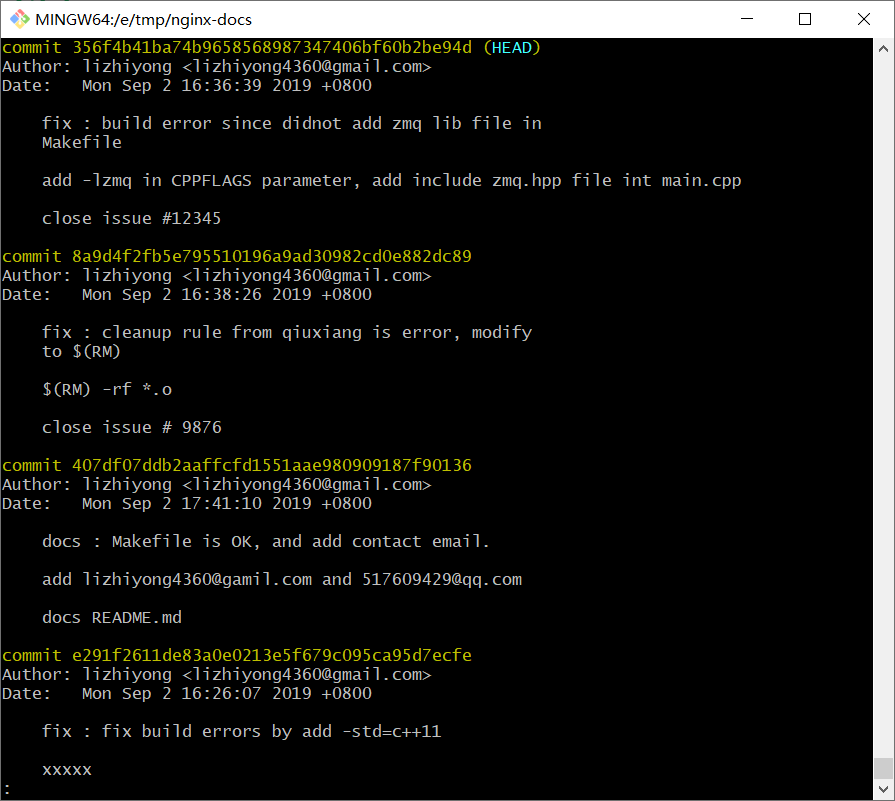 MINGW64:/e/tmp/nginx-docs
commit 356f4b41ba74b9658568987347406bf60b2be94d (HEAD)
Author: lizhiyong <lizhiyong4360@gmail.com>
Date:   Mon Sep 2 16:36:39 2019 +0800
fix : build error since didnot add zmq lib file in
Makefile
add -lzmq in CPPFLAGS parameter, add include zmq.hpp file int main.cpp
close issue #12345
commit 8a9d4f2fb5e795510196a9ad30982cd0e882dc89
Author: lizhiyong <lizhiyong4360@gmail.com>
Date:   Mon Sep 2 16:38:26 2019 +0800
fix : cleanup rule from qiuxiang is error, modify
to $(RM)
$(RM) -rf *.o
close issue # 9876
commit 407df07ddb2aaffcfd1551aae980909187f90136
Author: lizhiyong <lizhiyong4360@gmail.com>
Date:   Mon Sep 2 17:41:10 2019 +0800
docs : Makefile is OK, and add contact email.
add lizhiyong4360@gamil.com and 517609429@qq.com
docs README.md
commit e291f2611de83a0e0213e5f679c095ca95d7ecfe
Author: lizhiyong <lizhiyong4360@gmail.com>
Date:   Mon Sep 2 16:26:07 2019 +0800
fix : fix build errors by add -std=c++11
xxxxx
: